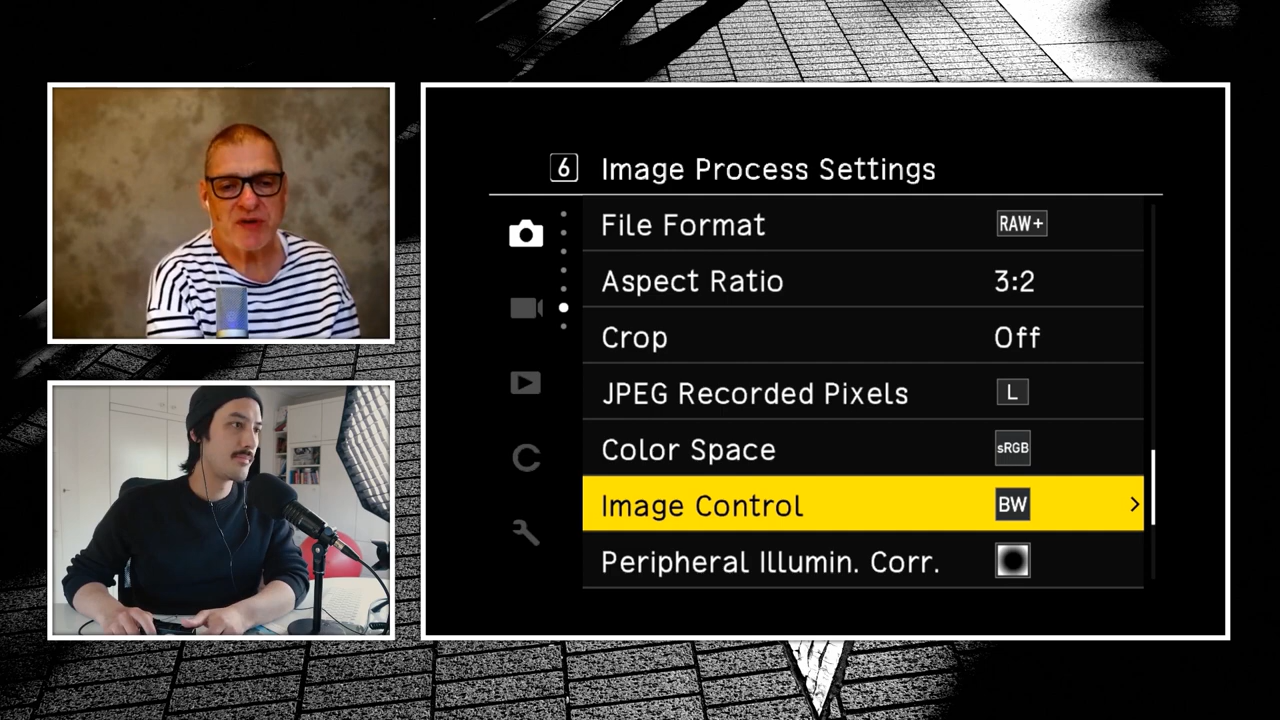 6 Image Process Settings
File Format RAW+
Aspect Ratio 3:2
Crop Off
JPEG Recorded Pixels L
Color Space sRGB
Image Control BW
Peripheral Illumin. Corr.